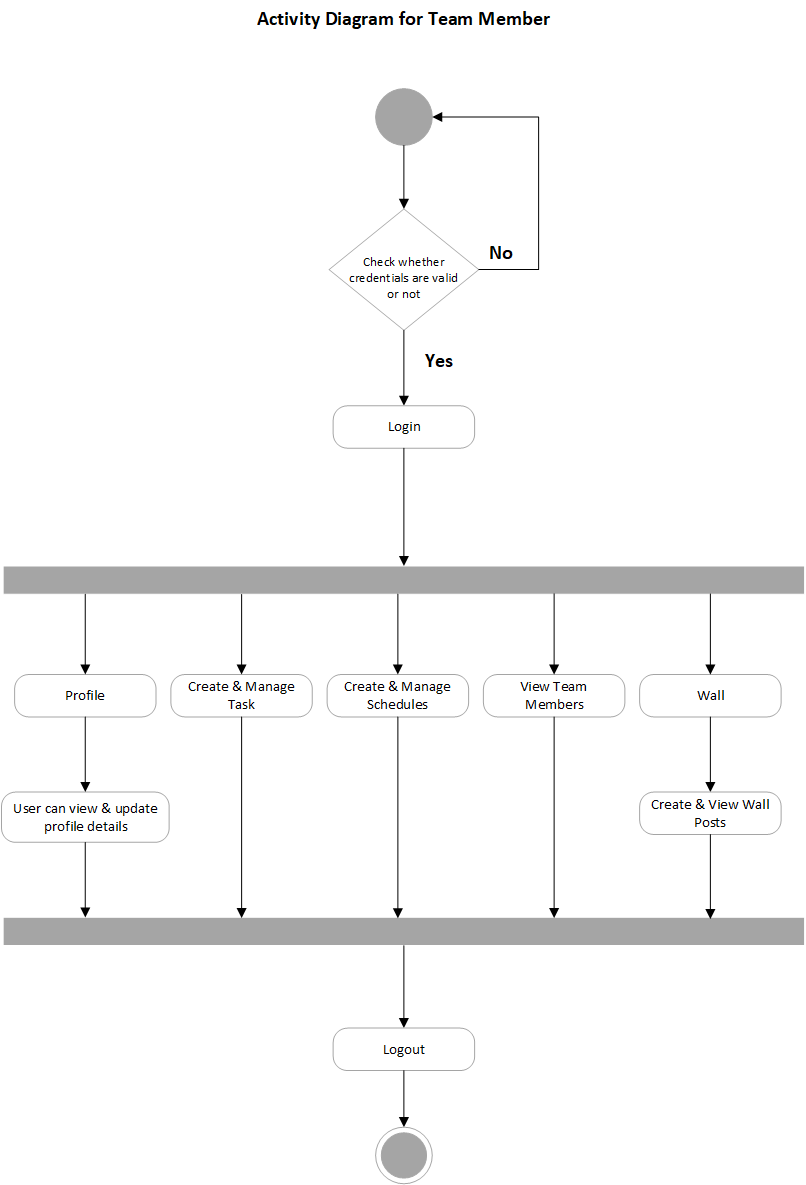 Activity Diagram for Team Member
Check whether
credentials are valid
or not
No
Yes
Login
Profile
Create & Manage
Task
Create & Manage
Schedules
View Team
Members
Wall
User can view & update
profile details
Create & View Wall
Posts
Logout